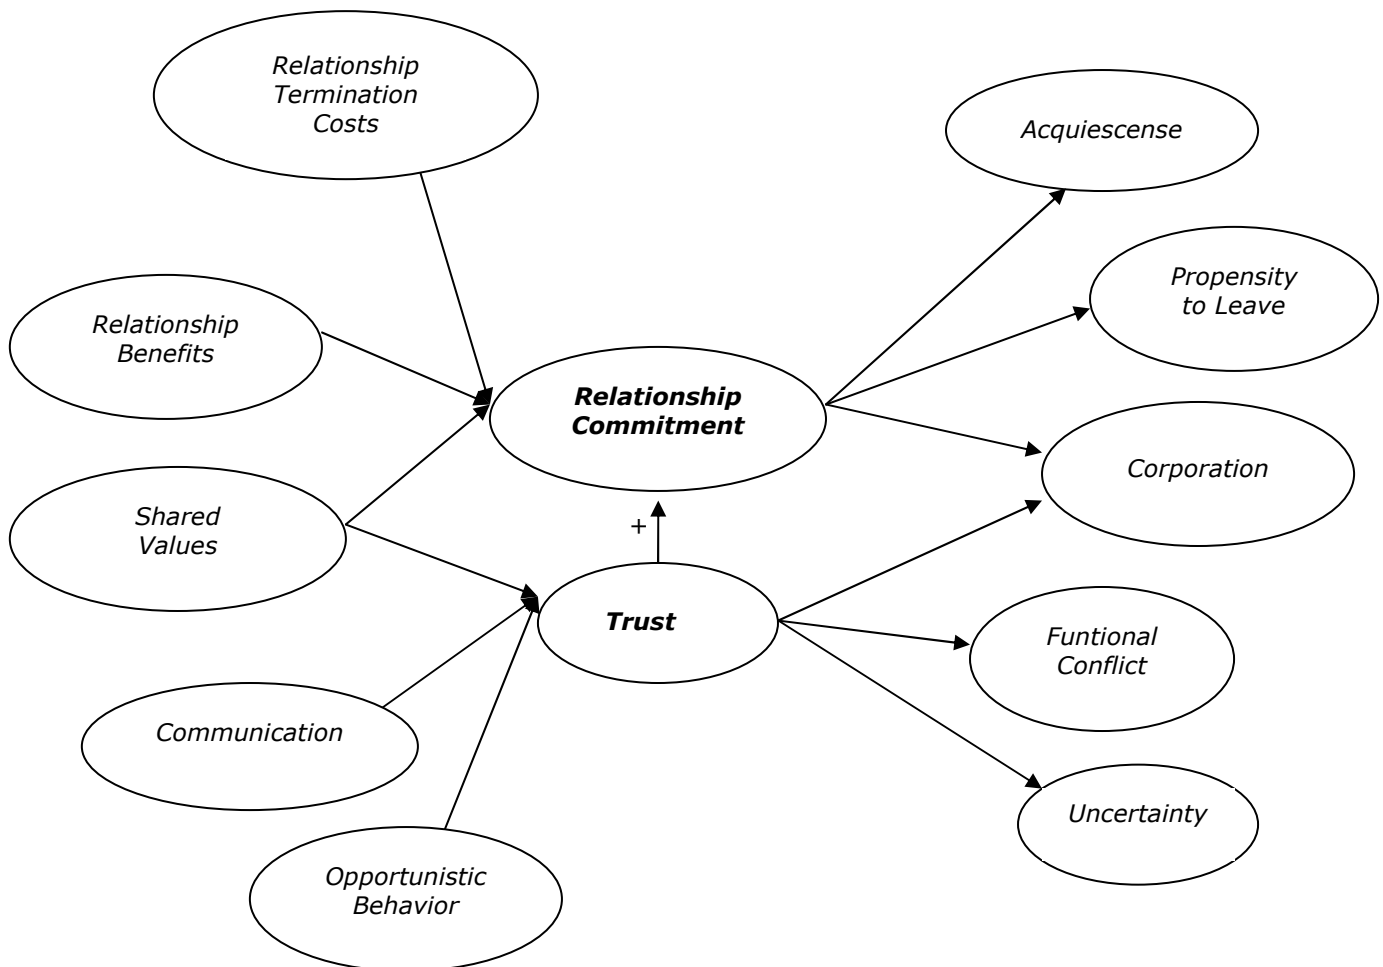 Relationship
Termination
Costs
Acquiescense
Propensity
to Leave
Relationship
Benefits
Relationship
Commitment
Corporation
Shared
Values
+
Trust
Funtional
Conflict
Communication
Uncertainty
Opportunistic
Behavior